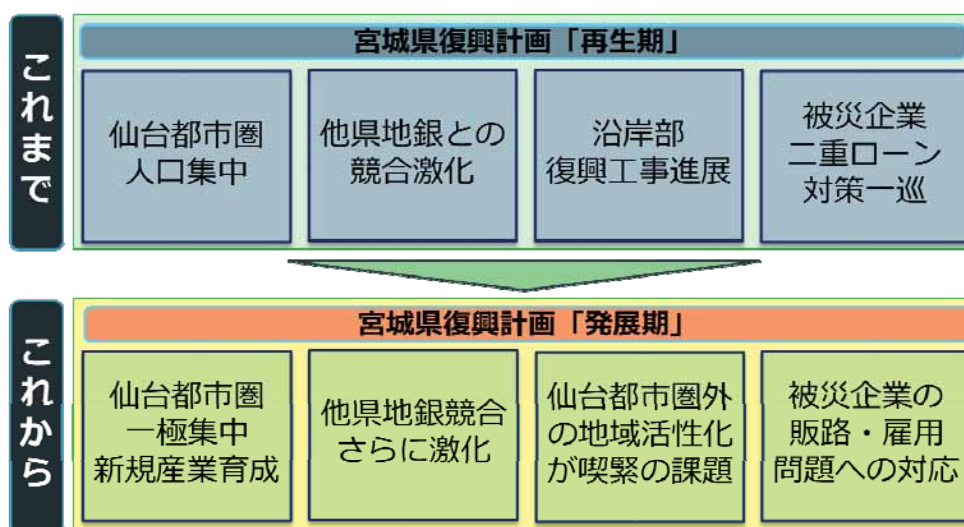 これまで
宮城県復興計画「再生期」
仙台都市圏
人口集中
他県地銀との
競合激化
沿岸部
復興工事進展
被災企業
二重ローン
対策一巡
これから
宮城県復興計画「発展期」
仙台都市圏
一極集中
新規産業育成
他県地銀競合
さらに激化
仙台都市圏外
の地域活性化
が喫緊の課題
被災企業の
販路・雇用
問題への対応